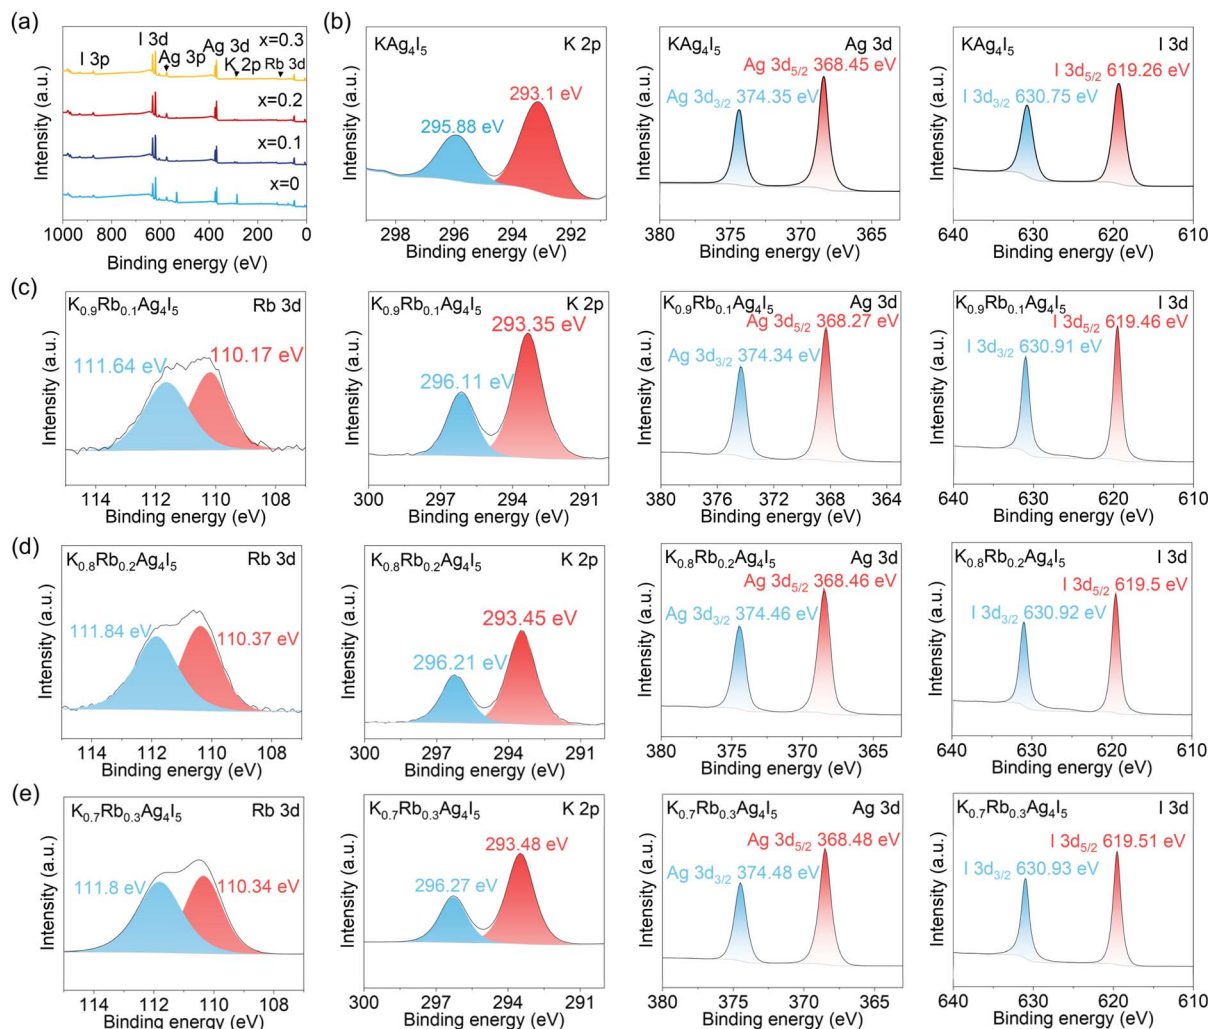 (a)
I 3d
x=0.3
I 3p
Ag 3d
Ag 3p
K 2p
Rb 3d
x=0.2
x=0.1
x=0
Intensity (a.u.)
1000 800 600 400 200 0
Binding energy (eV)
(b)
KAg₄I₅
K 2p
293.1 eV
295.88 eV
Intensity (a.u.)
298 296 294 292
Binding energy (eV)
KAg₄I₅
Ag 3d
Ag 3d₅/₂ 368.45 eV
Ag 3d₃/₂ 374.35 eV
Intensity (a.u.)
380 375 370 365
Binding energy (eV)
KAg₄I₅
I 3d
I 3d₅/₂ 619.26 eV
I 3d₃/₂ 630.75 eV
Intensity (a.u.)
640 630 620 610
Binding energy (eV)
(c)
K₀.₉Rb₀.₁Ag₄I₅
Rb 3d
111.64 eV
110.17 eV
Intensity (a.u.)
114 112 110 108
Binding energy (eV)
K₀.₉Rb₀.₁Ag₄I₅
K 2p
293.35 eV
296.11 eV
Intensity (a.u.)
300 297 294 291
Binding energy (eV)
K₀.₉Rb₀.₁Ag₄I₅
Ag 3d
Ag 3d₅/₂ 368.27 eV
Ag 3d₃/₂ 374.34 eV
Intensity (a.u.)
380 376 372 368 364
Binding energy (eV)
K₀.₉Rb₀.₁Ag₄I₅
I 3d
I 3d₅/₂ 619.46 eV
I 3d₃/₂ 630.91 eV
Intensity (a.u.)
640 630 620 610
Binding energy (eV)
(d)
K₀.₈Rb₀.₂Ag₄I₅
Rb 3d
111.84 eV
110.37 eV
Intensity (a.u.)
114 112 110 108
Binding energy (eV)
K₀.₈Rb₀.₂Ag₄I₅
K 2p
293.45 eV
296.21 eV
Intensity (a.u.)
300 297 294 291
Binding energy (eV)
K₀.₈Rb₀.₂Ag₄I₅
Ag 3d
Ag 3d₅/₂ 368.46 eV
Ag 3d₃/₂ 374.46 eV
Intensity (a.u.)
380 375 370 365
Binding energy (eV)
K₀.₈Rb₀.₂Ag₄I₅
I 3d
I 3d₅/₂ 619.5 eV
I 3d₃/₂ 630.92 eV
Intensity (a.u.)
640 630 620 610
Binding energy (eV)
(e)
K₀.₇Rb₀.₃Ag₄I₅
Rb 3d
111.8 eV
110.34 eV
Intensity (a.u.)
114 112 110 108
Binding energy (eV)
K₀.₇Rb₀.₃Ag₄I₅
K 2p
293.48 eV
296.27 eV
Intensity (a.u.)
300 297 294 291
Binding energy (eV)
K₀.₇Rb₀.₃Ag₄I₅
Ag 3d
Ag 3d₅/₂ 368.48 eV
Ag 3d₃/₂ 374.48 eV
Intensity (a.u.)
380 375 370 365
Binding energy (eV)
K₀.₇Rb₀.₃Ag₄I₅
I 3d
I 3d₅/₂ 619.51 eV
I 3d₃/₂ 630.93 eV
Intensity (a.u.)
640 630 620 610
Binding energy (eV)